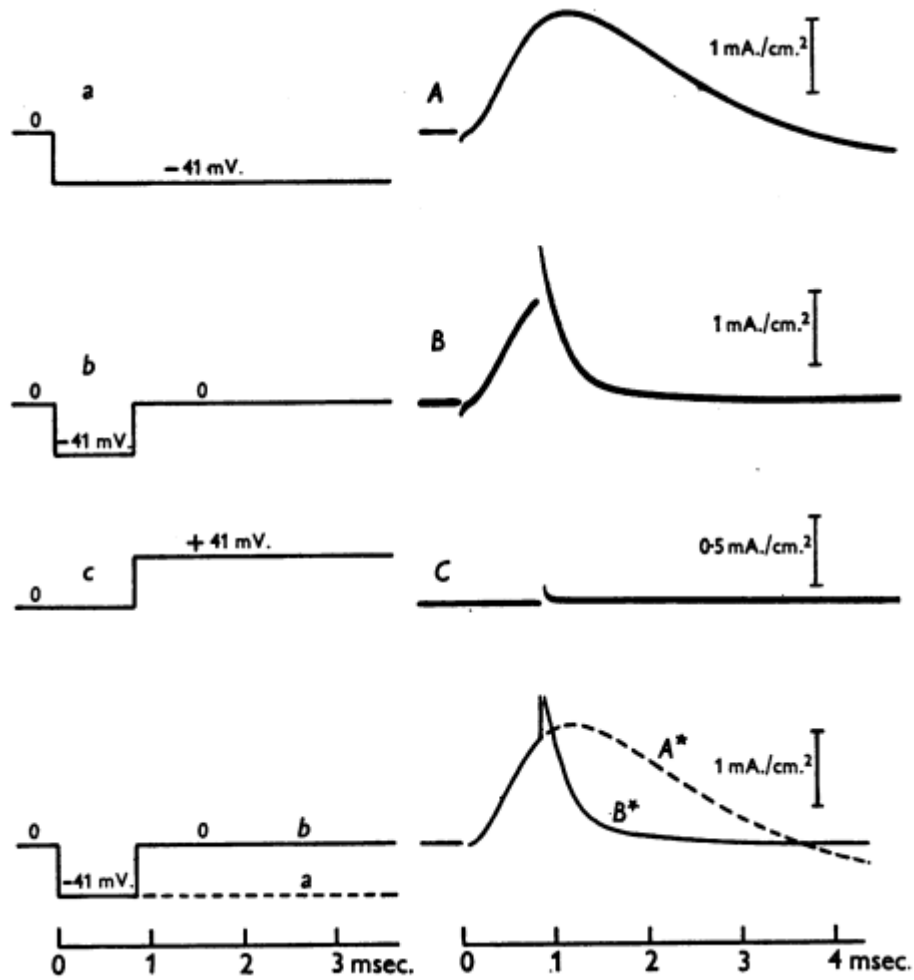 a
0
−41 mV.
A
1 mA./cm.²
b
0 0
−41 mV.
B
1 mA./cm.²
c
0
+ 41 mV.
C
0·5 mA./cm.²
0 0 b
−41 mV. a
A*
B*
1 mA./cm.²
0 1 2 3 msec.
0 1 2 3 4 msec.